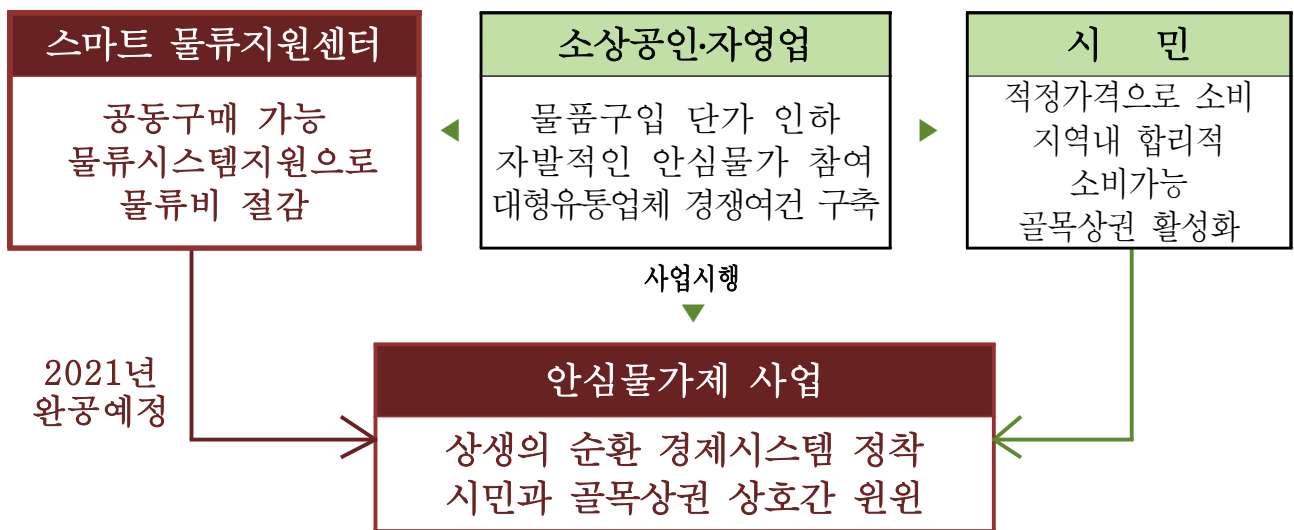 스마트 물류지원센터
공동구매 가능
물류시스템지원으로
물류비 절감
소상공인·자영업
물품구입 단가 인하
자발적인 안심물가 참여
대형유통업체 경쟁여건 구축
시 민
적정가격으로 소비
지역내 합리적
소비가능
골목상권 활성화
사업시행
2021년
완공예정
안심물가제 사업
상생의 순환 경제시스템 정착
시민과 골목상권 상호간 윈윈